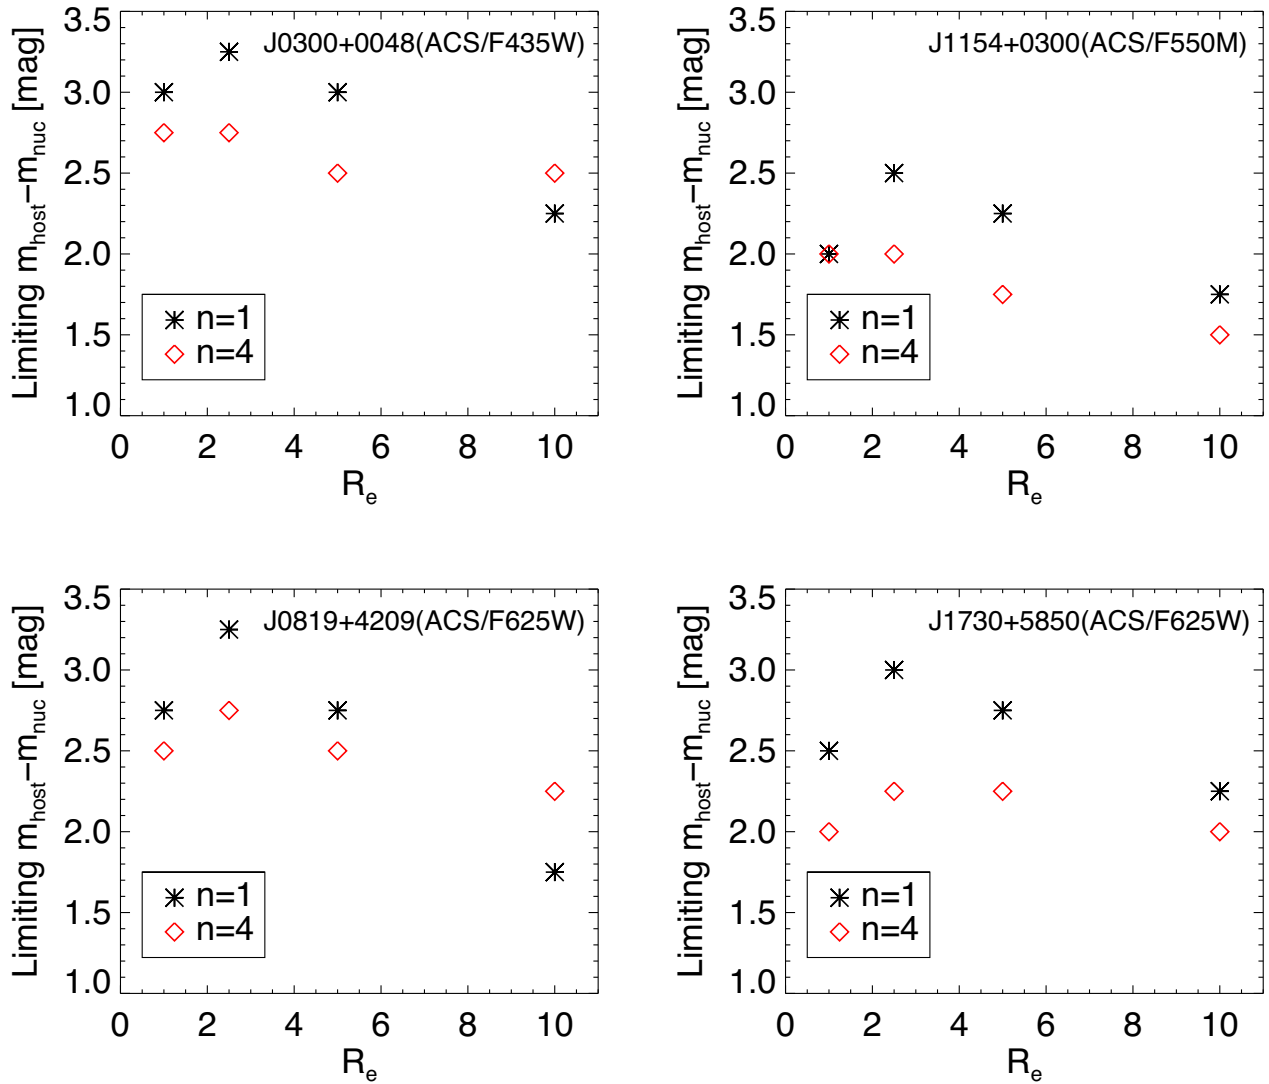 J0300+0048(ACS/F435W)
Limiting m_host−m_nuc [mag]
3.5
3.0
2.5
2.0
1.5
1.0
n=1
n=4
0 2 4 6 8 10
R_e
J1154+0300(ACS/F550M)
Limiting m_host−m_nuc [mag]
3.5
3.0
2.5
2.0
1.5
1.0
n=1
n=4
0 2 4 6 8 10
R_e
J0819+4209(ACS/F625W)
Limiting m_host−m_nuc [mag]
3.5
3.0
2.5
2.0
1.5
1.0
n=1
n=4
0 2 4 6 8 10
R_e
J1730+5850(ACS/F625W)
Limiting m_host−m_nuc [mag]
3.5
3.0
2.5
2.0
1.5
1.0
n=1
n=4
0 2 4 6 8 10
R_e